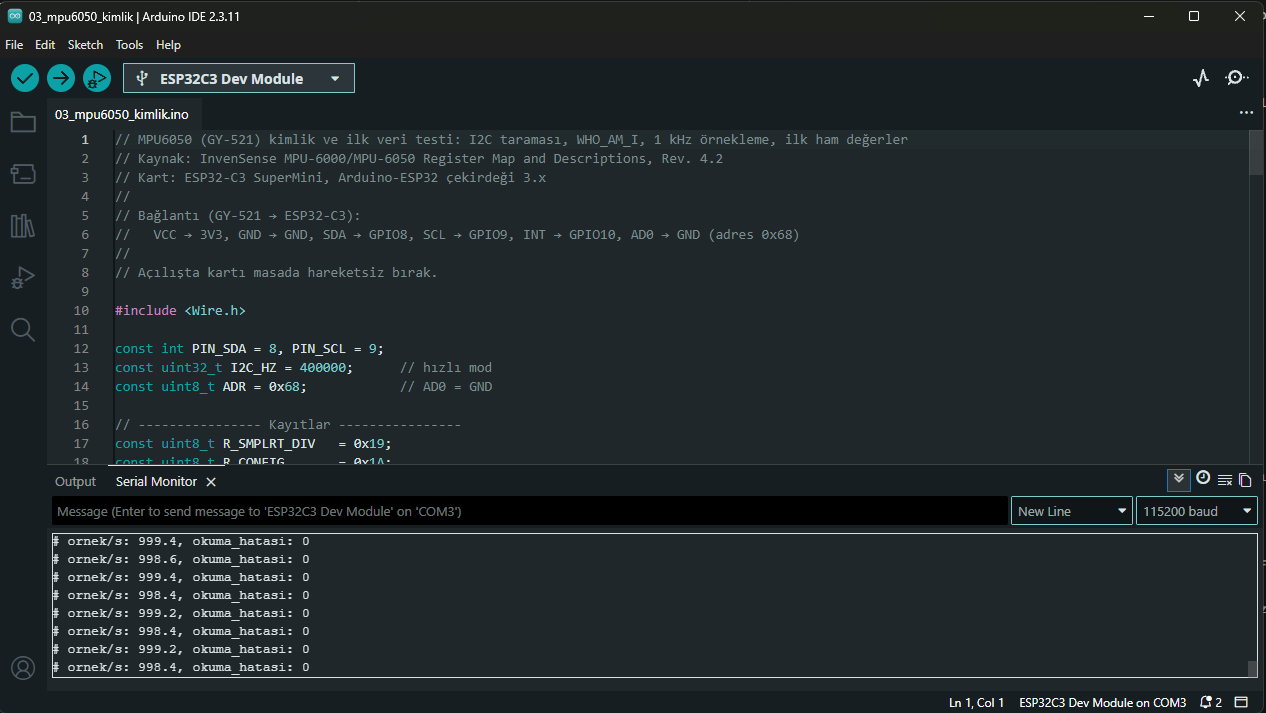 03_mpu6050_kimlik | Arduino IDE 2.3.11
File Edit Sketch Tools Help
ESP32C3 Dev Module
03_mpu6050_kimlik.ino
1 // MPU6050 (GY-521) kimlik ve ilk veri testi: I2C taraması, WHO_AM_I, 1 kHz örnekleme, ilk ham değerler
2 // Kaynak: InvenSense MPU-6000/MPU-6050 Register Map and Descriptions, Rev. 4.2
3 // Kart: ESP32-C3 SuperMini, Arduino-ESP32 çekirdeği 3.x
4 //
5 // Bağlantı (GY-521 → ESP32-C3):
6 //   VCC → 3V3, GND → GND, SDA → GPIO8, SCL → GPIO9, INT → GPIO10, AD0 → GND (adres 0x68)
7 //
8 // Açılışta kartı masada hareketsiz bırak.
9
10 #include <Wire.h>
11
12 const int PIN_SDA = 8, PIN_SCL = 9;
13 const uint32_t I2C_HZ = 400000;      // hızlı mod
14 const uint8_t ADR = 0x68;            // AD0 = GND
15
16 // ---------------- Kayıtlar ----------------
17 const uint8_t R_SMPLRT_DIV   = 0x19;
18 const uint8_t R_CONFIG       = 0x1A;
Output Serial Monitor
Message (Enter to send message to 'ESP32C3 Dev Module' on 'COM3')
New Line
115200 baud
# ornek/s: 999.4, okuma_hatasi: 0
# ornek/s: 998.6, okuma_hatasi: 0
# ornek/s: 999.4, okuma_hatasi: 0
# ornek/s: 998.4, okuma_hatasi: 0
# ornek/s: 999.2, okuma_hatasi: 0
# ornek/s: 998.4, okuma_hatasi: 0
# ornek/s: 999.2, okuma_hatasi: 0
# ornek/s: 998.4, okuma_hatasi: 0
Ln 1, Col 1 ESP32C3 Dev Module on COM3 2